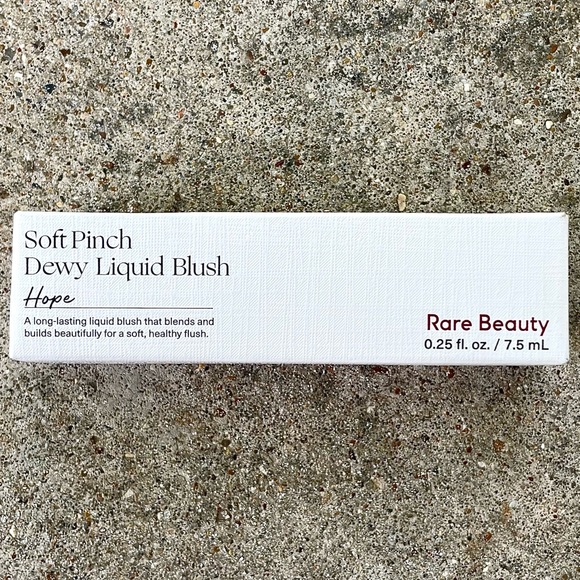 Soft Pinch
Dewy Liquid Blush
Hope
A long-lasting liquid blush that blends and
builds beautifully for a soft, healthy flush.
Rare Beauty
0.25 fl. oz. / 7.5 mL